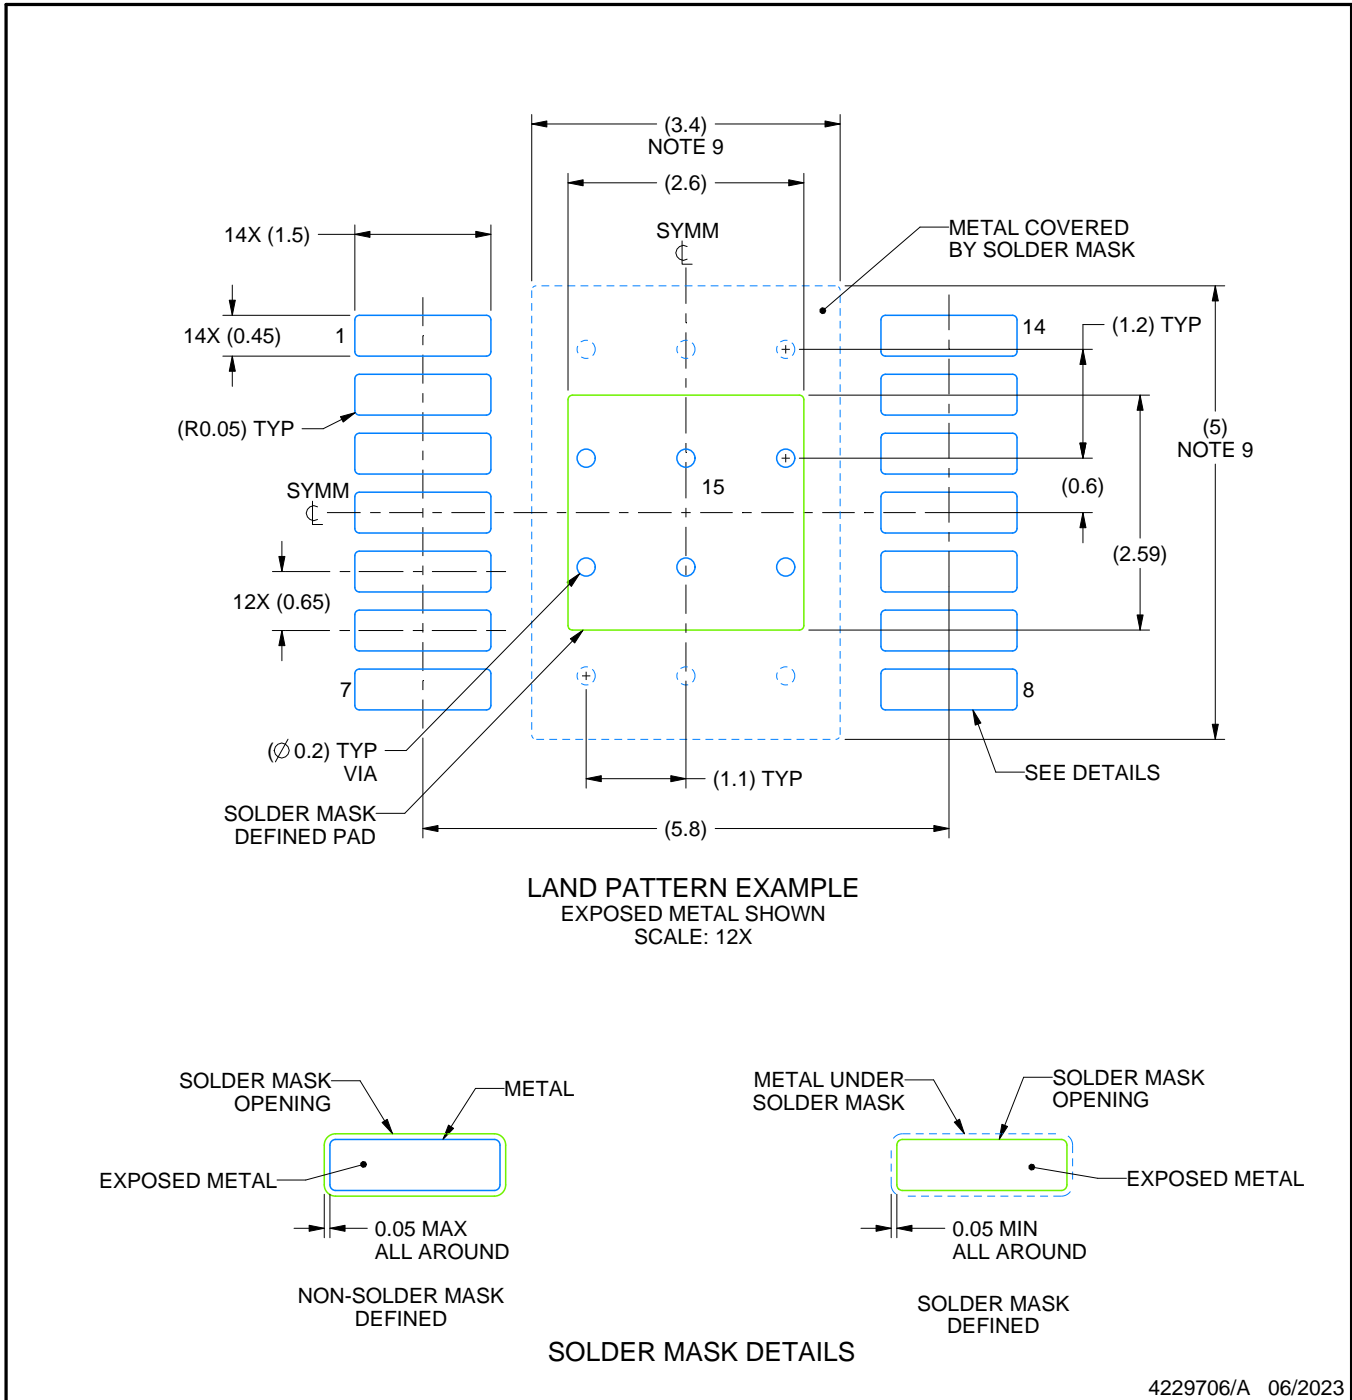 (3.4)
NOTE 9
(2.6)
SYMM
METAL COVERED
BY SOLDER MASK
14X (1.5)
14X (0.45)
1
14
(1.2) TYP
(R0.05) TYP
(5)
NOTE 9
SYMM
15
(0.6)
(2.59)
12X (0.65)
7
8
(Ø 0.2) TYP
VIA
(1.1) TYP
SEE DETAILS
SOLDER MASK
DEFINED PAD
(5.8)
LAND PATTERN EXAMPLE
EXPOSED METAL SHOWN
SCALE: 12X
SOLDER MASK
OPENING
METAL
EXPOSED METAL
0.05 MAX
ALL AROUND
NON-SOLDER MASK
DEFINED
METAL UNDER
SOLDER MASK
SOLDER MASK
OPENING
EXPOSED METAL
0.05 MIN
ALL AROUND
SOLDER MASK
DEFINED
SOLDER MASK DETAILS
4229706/A 06/2023